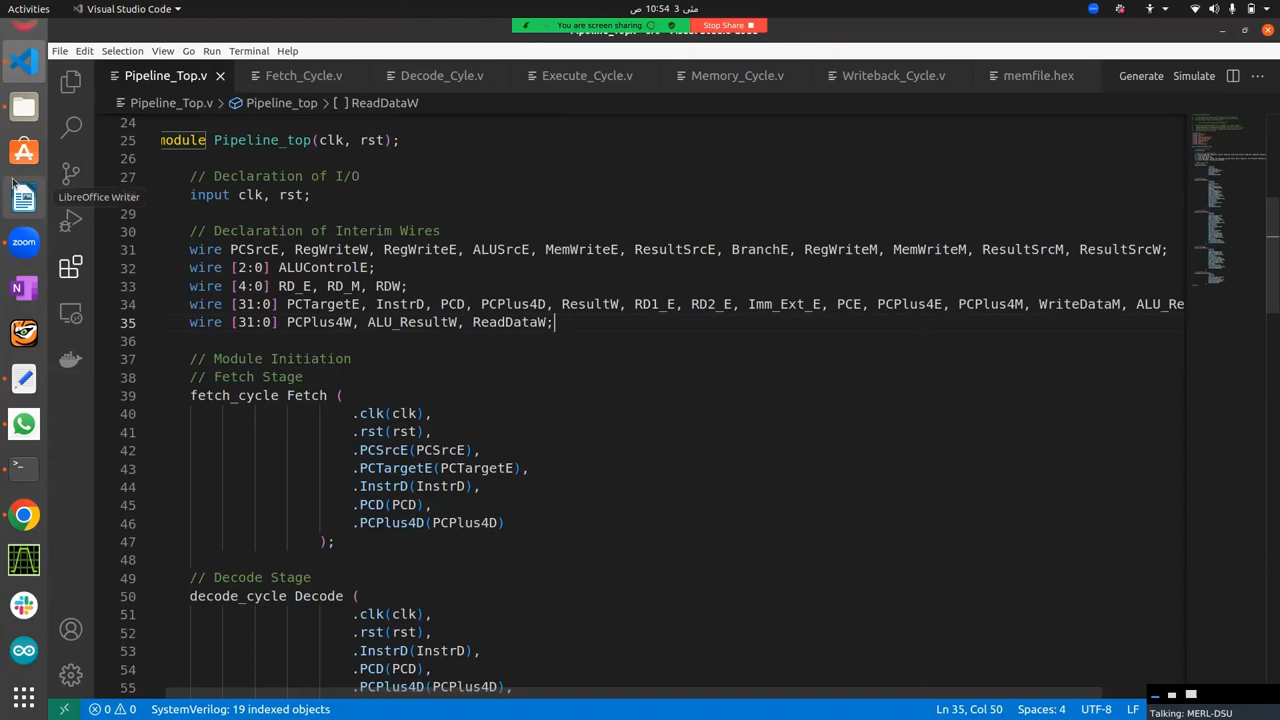 Activities
Visual Studio Code
مئی 3 10:54 ص
You are screen sharing
Stop Share
File Edit Selection View Go Run Terminal Help
Pipeline_Top.v Fetch_Cycle.v Decode_Cyle.v Execute_Cycle.v Memory_Cycle.v Writeback_Cycle.v memfile.hex Generate Simulate
Pipeline_Top.v > Pipeline_top > [ ] ReadDataW
24
25 module Pipeline_top(clk, rst);
26
27 // Declaration of I/O
input clk, rst;
LibreOffice Writer
29
30 // Declaration of Interim Wires
31 wire PCSrcE, RegWriteW, RegWriteE, ALUSrcE, MemWriteE, ResultSrcE, BranchE, RegWriteM, MemWriteM, ResultSrcM, ResultSrcW;
32 wire [2:0] ALUControlE;
33 wire [4:0] RD_E, RD_M, RDW;
34 wire [31:0] PCTargetE, InstrD, PCD, PCPlus4D, ResultW, RD1_E, RD2_E, Imm_Ext_E, PCE, PCPlus4E, PCPlus4M, WriteDataM, ALU_Re
35 wire [31:0] PCPlus4W, ALU_ResultW, ReadDataW;
36
37 // Module Initiation
38 // Fetch Stage
39 fetch_cycle Fetch (
40 .clk(clk),
41 .rst(rst),
42 .PCSrcE(PCSrcE),
43 .PCTargetE(PCTargetE),
44 .InstrD(InstrD),
45 .PCD(PCD),
46 .PCPlus4D(PCPlus4D)
47 );
48
49 // Decode Stage
50 decode_cycle Decode (
51 .clk(clk),
52 .rst(rst),
53 .InstrD(InstrD),
54 .PCD(PCD),
55 .PCPlus4D(PCPlus4D),
zoom
0 0 SystemVerilog: 19 indexed objects Ln 35, Col 50 Spaces: 4 UTF-8 LF
Talking: MERL-DSU